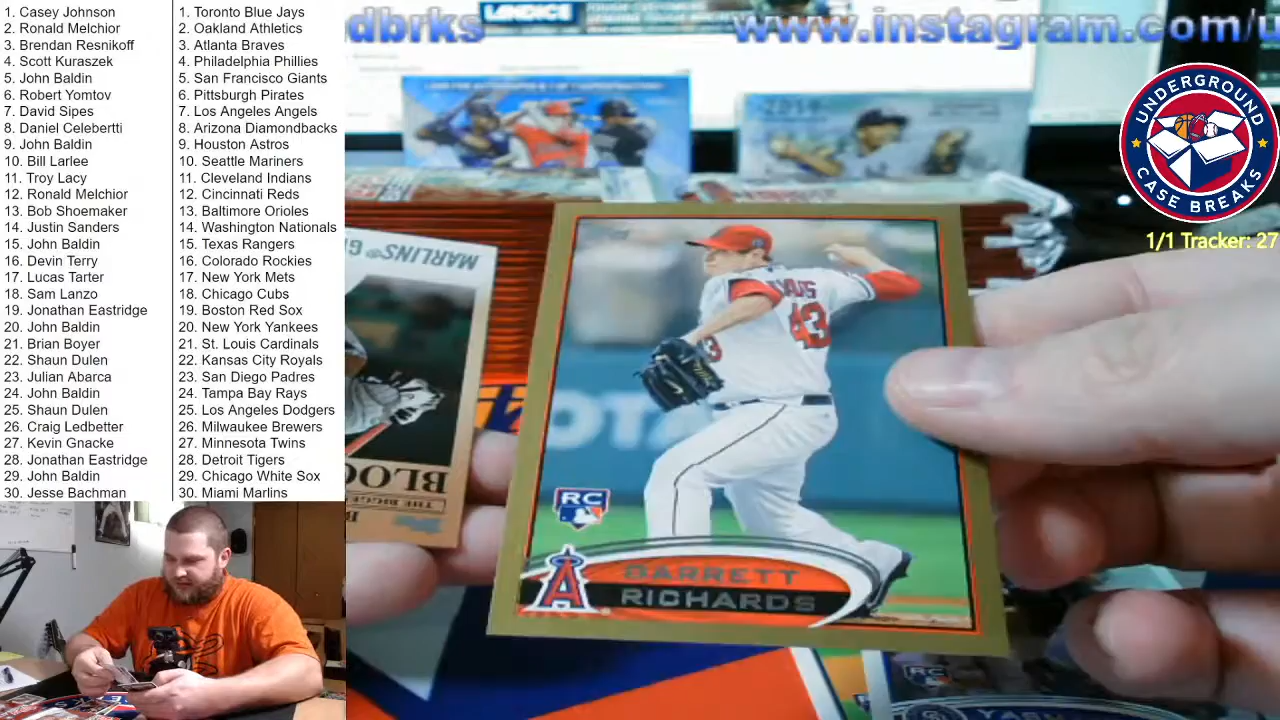 1. Casey Johnson
2. Ronald Melchior
3. Brendan Resnikoff
4. Scott Kuraszek
5. John Baldin
6. Robert Yomtov
7. David Sipes
8. Daniel Celebertti
9. John Baldin
10. Bill Larlee
11. Troy Lacy
12. Ronald Melchior
13. Bob Shoemaker
14. Justin Sanders
15. John Baldin
16. Devin Terry
17. Lucas Tarter
18. Sam Lanzo
19. Jonathan Eastridge
20. John Baldin
21. Brian Boyer
22. Shaun Dulen
23. Julian Abarca
24. John Baldin
25. Shaun Dulen
26. Craig Ledbetter
27. Kevin Gnacke
28. Jonathan Eastridge
29. John Baldin
30. Jesse Bachman
1. Toronto Blue Jays
2. Oakland Athletics
3. Atlanta Braves
4. Philadelphia Phillies
5. San Francisco Giants
6. Pittsburgh Pirates
7. Los Angeles Angels
8. Arizona Diamondbacks
9. Houston Astros
10. Seattle Mariners
11. Cleveland Indians
12. Cincinnati Reds
13. Baltimore Orioles
14. Washington Nationals
15. Texas Rangers
16. Colorado Rockies
17. New York Mets
18. Chicago Cubs
19. Boston Red Sox
20. New York Yankees
21. St. Louis Cardinals
22. Kansas City Royals
23. San Diego Padres
24. Tampa Bay Rays
25. Los Angeles Dodgers
26. Milwaukee Brewers
27. Minnesota Twins
28. Detroit Tigers
29. Chicago White Sox
30. Miami Marlins
dbrks www.instagram.com/u
UNDERGROUND
CASE BREAKS
1/1 Tracker: 27
MARLINS
43
RC
GARRETT
RICHARDS
BLO
THE BIGGE
RC